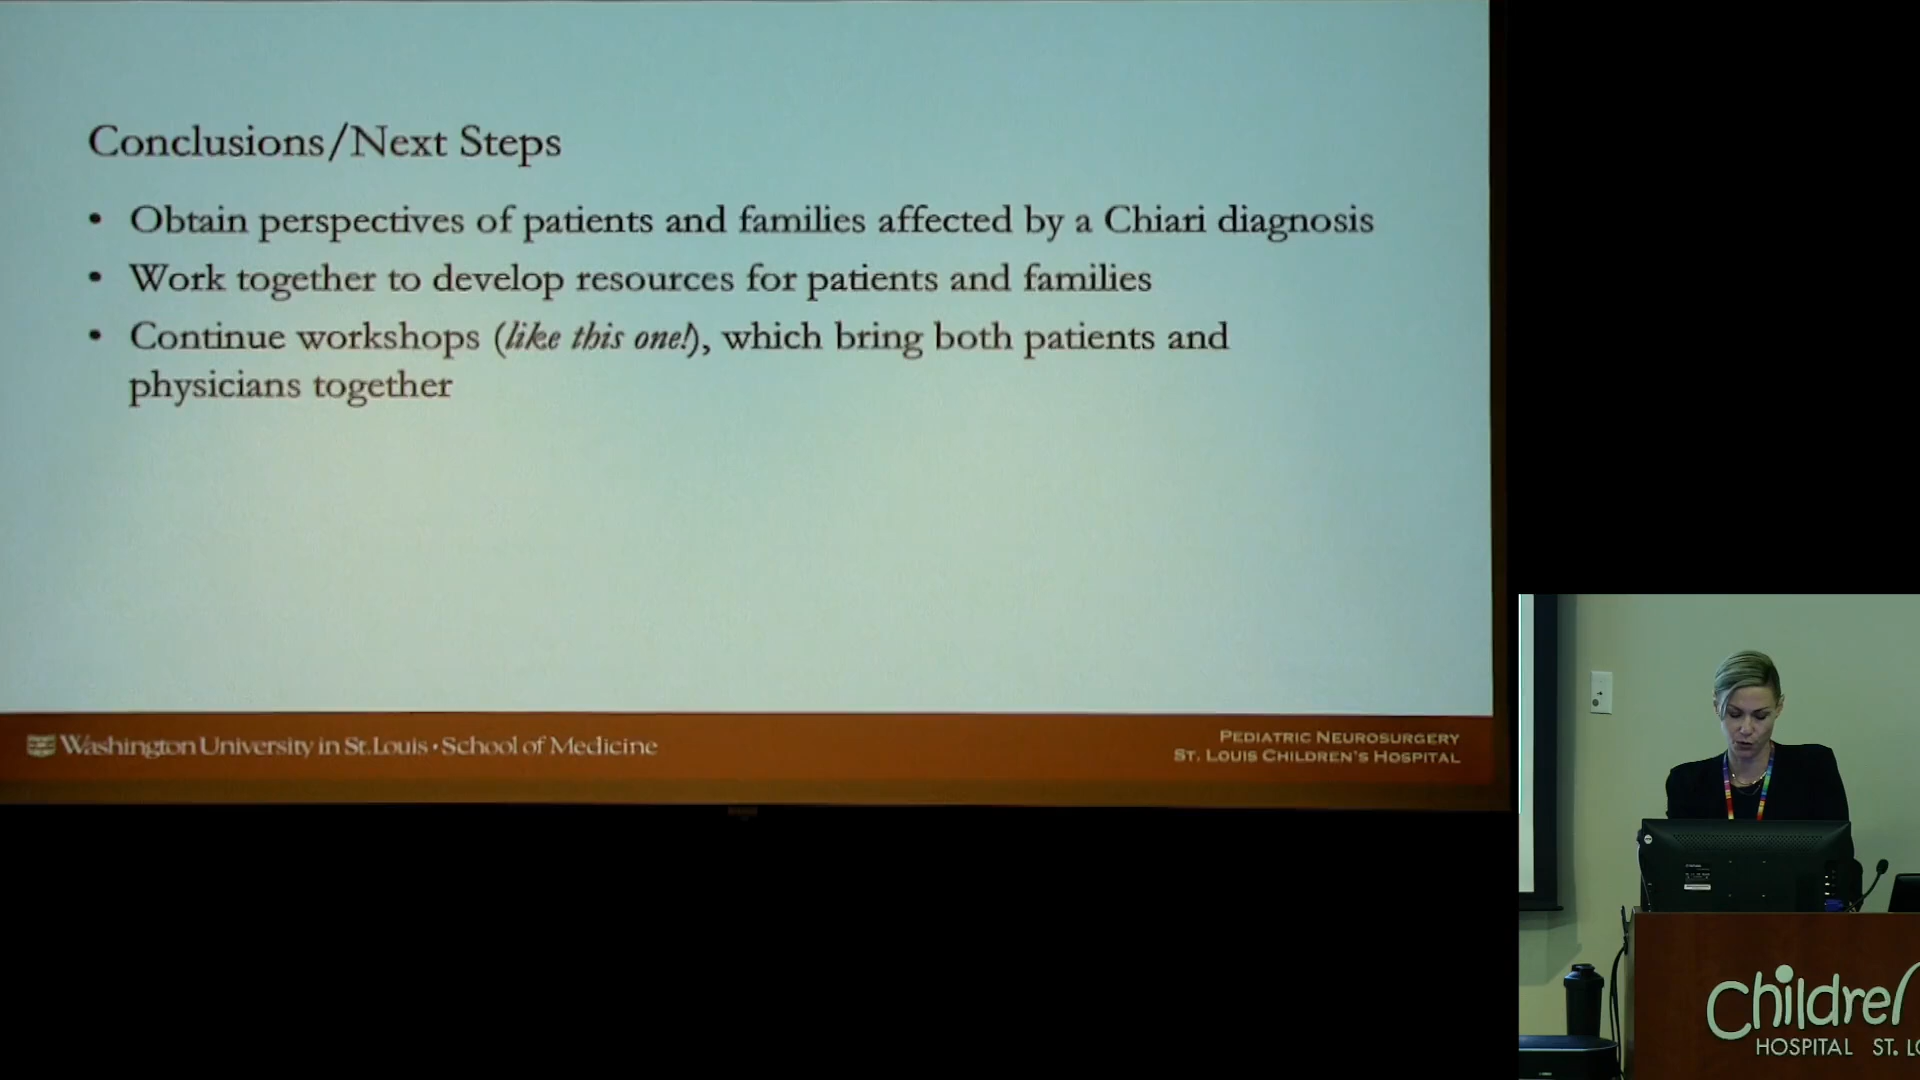 Conclusions/Next Steps
• Obtain perspectives of patients and families affected by a Chiari diagnosis
• Work together to develop resources for patients and families
• Continue workshops (like this one!), which bring both patients and
physicians together
Washington University in St. Louis • School of Medicine
PEDIATRIC NEUROSURGERY
ST. LOUIS CHILDREN'S HOSPITAL
Childre
HOSPITAL ST. LO